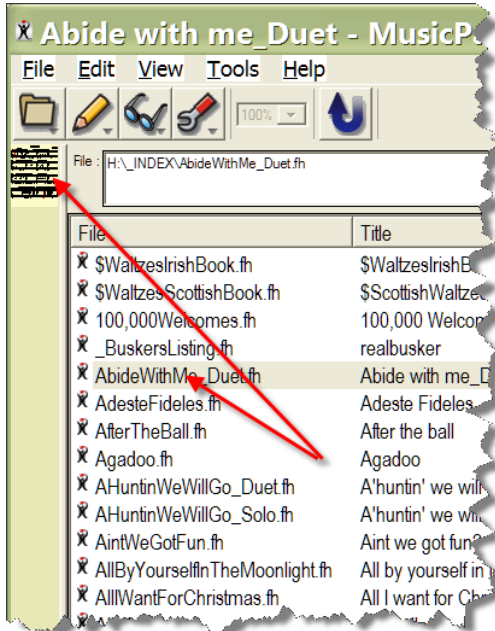 Abide with me_Duet - MusicP
File Edit View Tools Help
100%
File : H:\_INDEX\AbideWithMe_Duet.fh
File Title
$WaltzesIrishBook.fh $WaltzesIrishB
$WaltzesScottishBook.fh $ScottishWaltze
100,000Welcomes.fh 100,000 Welcom
_BuskersListing.fh realbusker
AbideWithMe_Duet.fh Abide with me_D
AdesteFideles.fh Adeste Fideles
AfterTheBall.fh After the ball
Agadoo.fh Agadoo
AHuntinWeWillGo_Duet.fh A'huntin' we will
AHuntinWeWillGo_Solo.fh A'huntin' we will
AintWeGotFun.fh Aint we got fun?
AllByYourselfInTheMoonlight.fh All by yourself in
AllIWantForChristmas.fh All I want for Chri